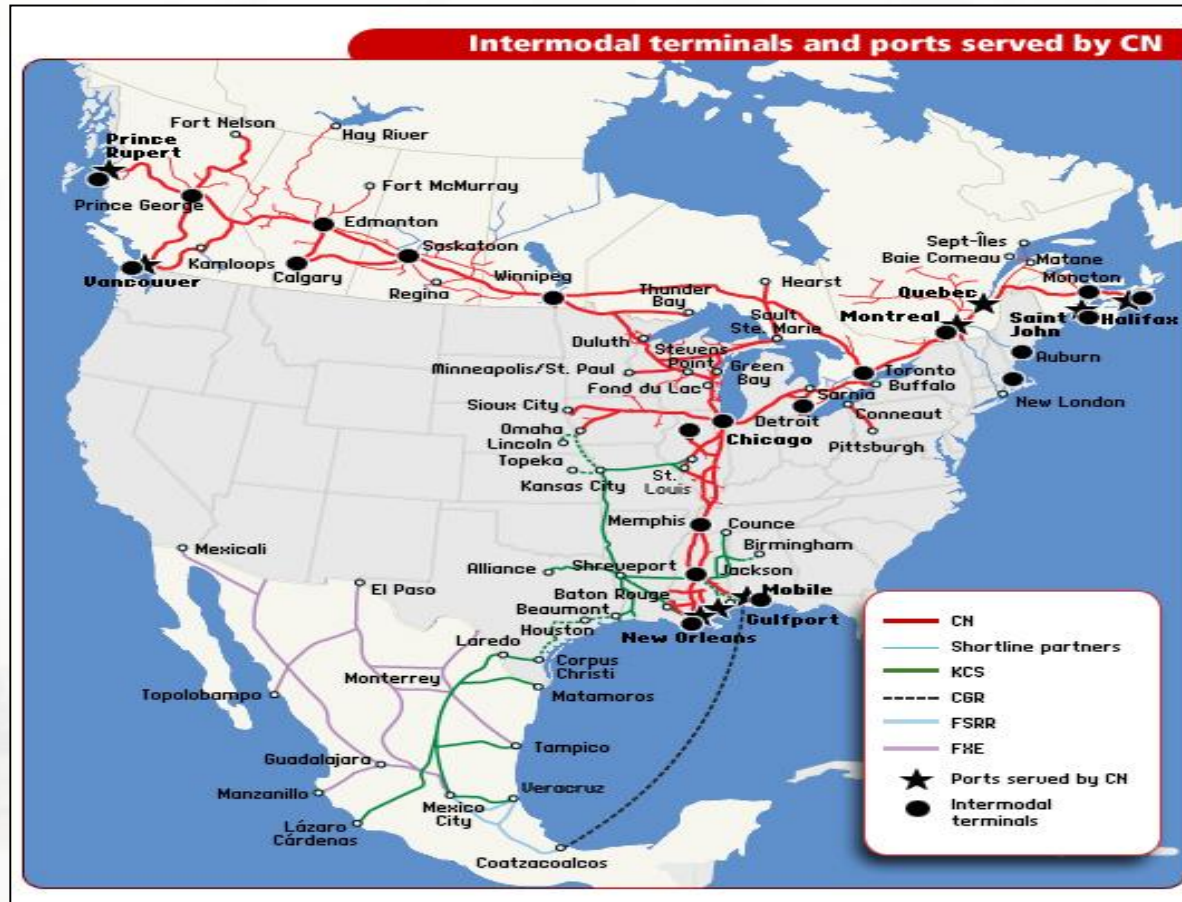 Intermodal terminals and ports served by CN
Fort Nelson
Hay River
Prince
Rupert
Fort McMurray
Prince George
Edmonton
Saskatoon
Sept-Îles
Baie Comeau
Matane
Moncton
Vancouver
Kamloops
Calgary
Regina
Winnipeg
Thunder
Bay
Hearst
Quebec
Montreal
Saint
John
Halifax
Sault
Ste. Marie
Duluth
Stevens
Point
Green
Bay
Auburn
Minneapolis/St. Paul
Fond du Lac
Toronto
Buffalo
Sarnia
New London
Sioux City
Detroit
Conneaut
Omaha
Chicago
Pittsburgh
Lincoln
Topeka
Kansas City
St.
Louis
Memphis
Counce
Birmingham
Mexicali
Alliance
Shreveport
Jackson
El Paso
Baton Rouge
Mobile
Beaumont
Gulfport
Houston
New Orleans
Laredo
Corpus
Christi
Monterrey
Matamoros
Topolobampo
Tampico
Guadalajara
Manzanillo
Veracruz
Mexico
City
Lázaro
Cárdenas
Coatzacoalcos
CN
Shortline partners
KCS
CGR
FSRR
FXE
Ports served by CN
Intermodal
terminals